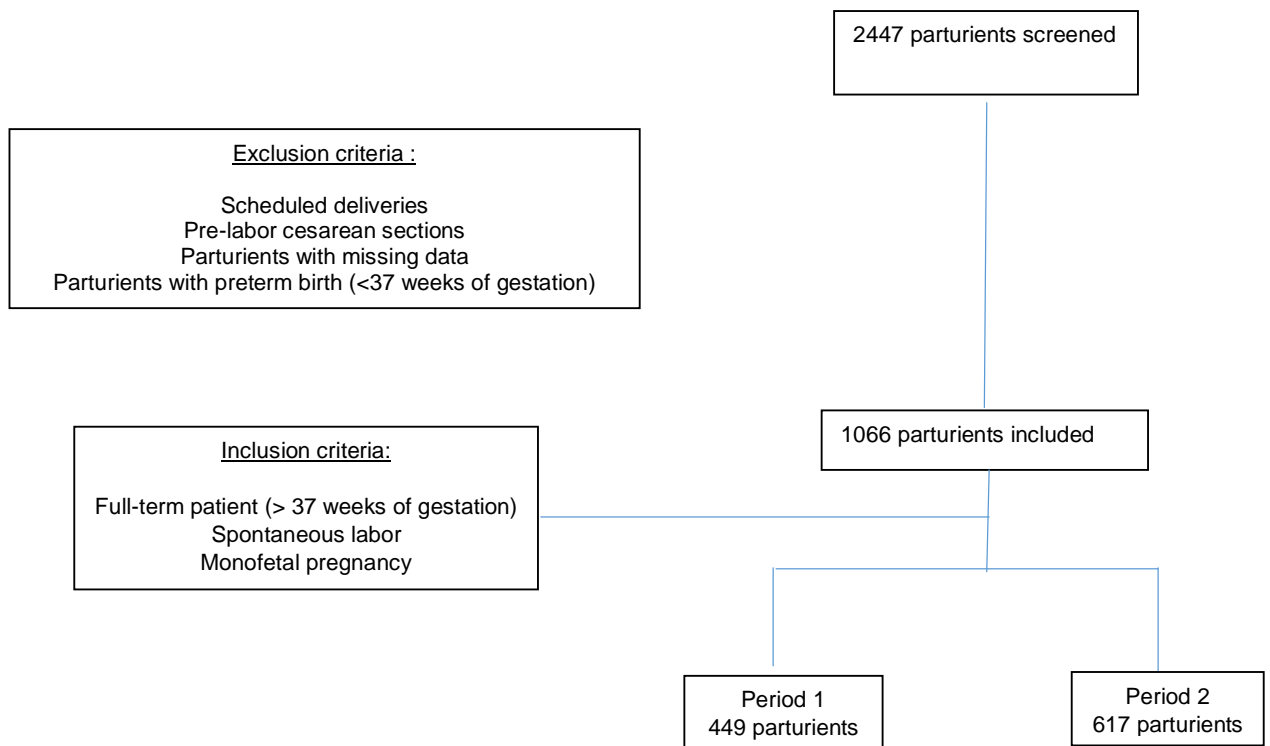 2447 parturients screened
Exclusion criteria :
Scheduled deliveries
Pre-labor cesarean sections
Parturients with missing data
Parturients with preterm birth (<37 weeks of gestation)
1066 parturients included
Inclusion criteria:
Full-term patient (> 37 weeks of gestation)
Spontaneous labor
Monofetal pregnancy
Period 1
449 parturients
Period 2
617 parturients